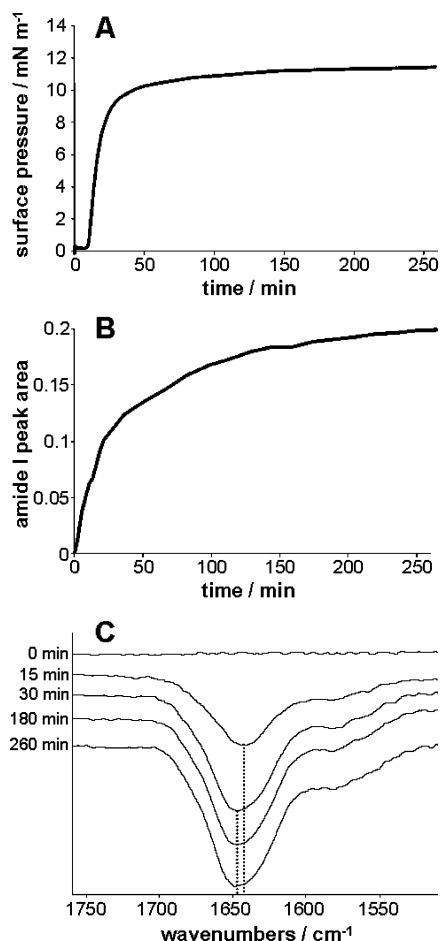 A
surface pressure / mN m⁻¹
14
12
10
8
6
4
2
0
0 50 100 150 200 250
time / min
B
amide I peak area
0.2
0.15
0.1
0.05
0
0 50 100 150 200 250
time / min
C
0 min
15 min
30 min
180 min
260 min
1750 1700 1650 1600 1550
wavenumbers / cm⁻¹